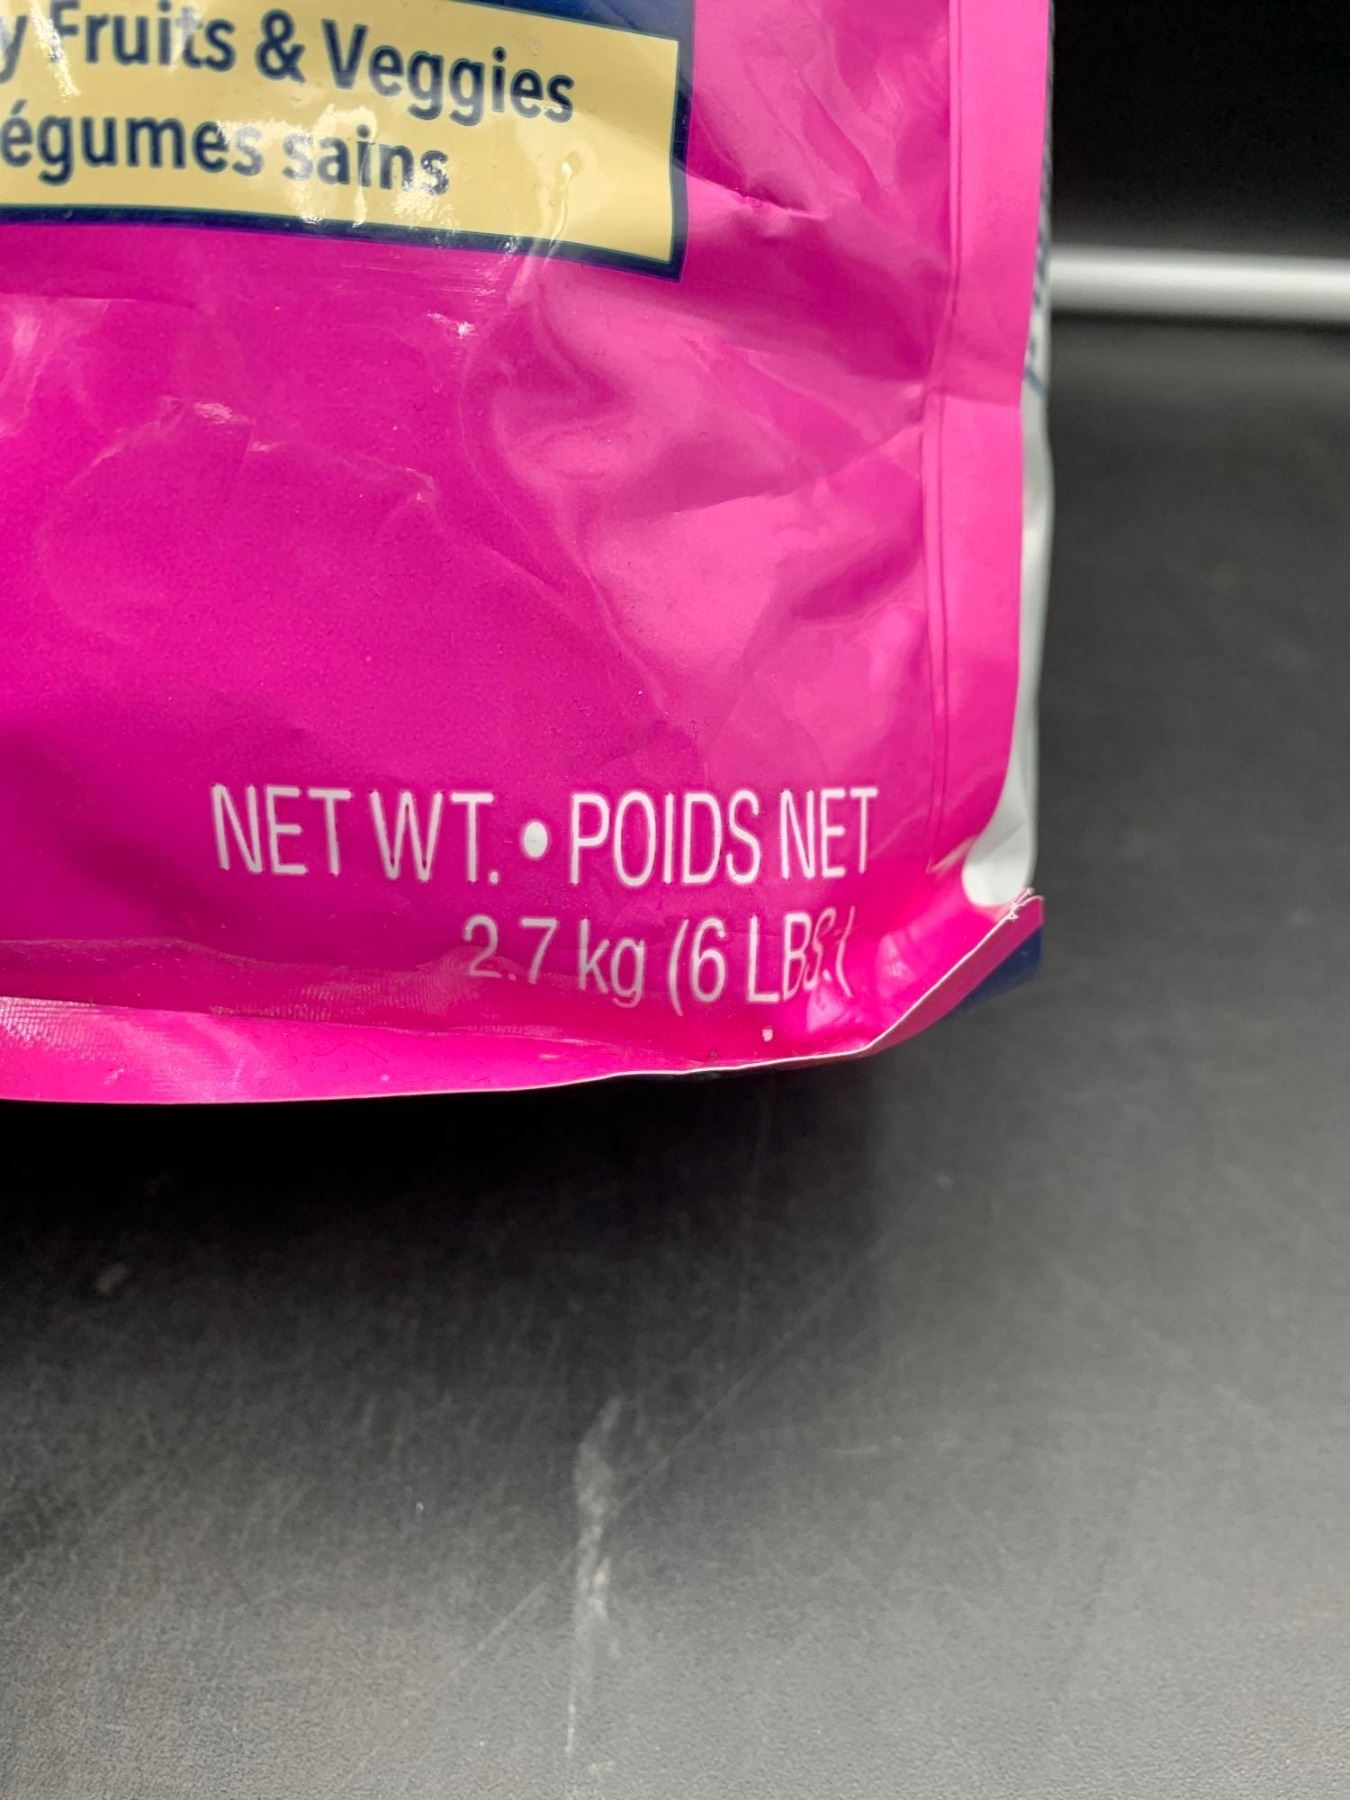 y Fruits & Veggies
égumes sains
NET WT. • POIDS NET
2.7 kg (6 LBS.)